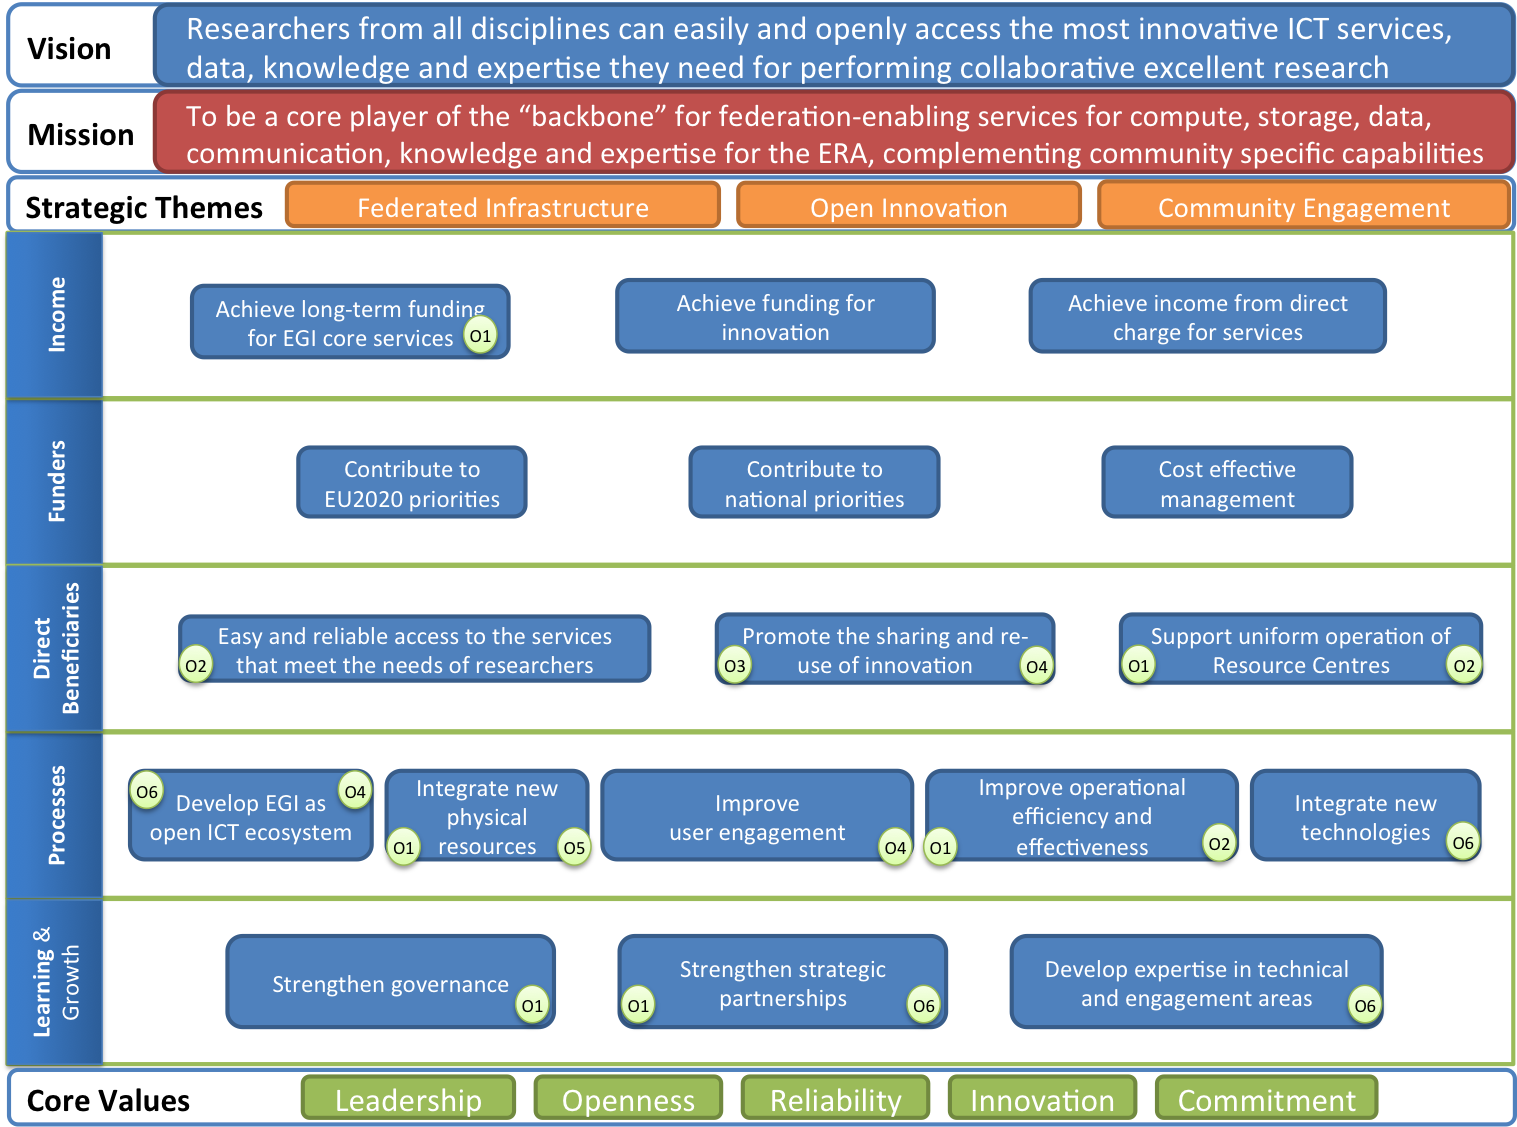 Vision
Researchers from all disciplines can easily and openly access the most innovative ICT services,
data, knowledge and expertise they need for performing collaborative excellent research
Mission
To be a core player of the “backbone” for federation-enabling services for compute, storage, data,
communication, knowledge and expertise for the ERA, complementing community specific capabilities
Strategic Themes
Federated Infrastructure
Open Innovation
Community Engagement
Income
Achieve long-term funding
for EGI core services
O1
Achieve funding for
innovation
Achieve income from direct
charge for services
Funders
Contribute to
EU2020 priorities
Contribute to
national priorities
Cost effective
management
Direct
Beneficiaries
Easy and reliable access to the services
that meet the needs of researchers
O2
Promote the sharing and re-
use of innovation
O3
O4
Support uniform operation of
Resource Centres
O1
O2
Processes
O6
O4
Develop EGI as
open ICT ecosystem
Integrate new
physical
resources
O1
O5
Improve
user engagement
O4
Improve operational
efficiency and
effectiveness
O1
O2
Integrate new
technologies
O6
Learning &
Growth
Strengthen governance
O1
Strengthen strategic
partnerships
O1
O6
Develop expertise in technical
and engagement areas
O6
Core Values
Leadership
Openness
Reliability
Innovation
Commitment